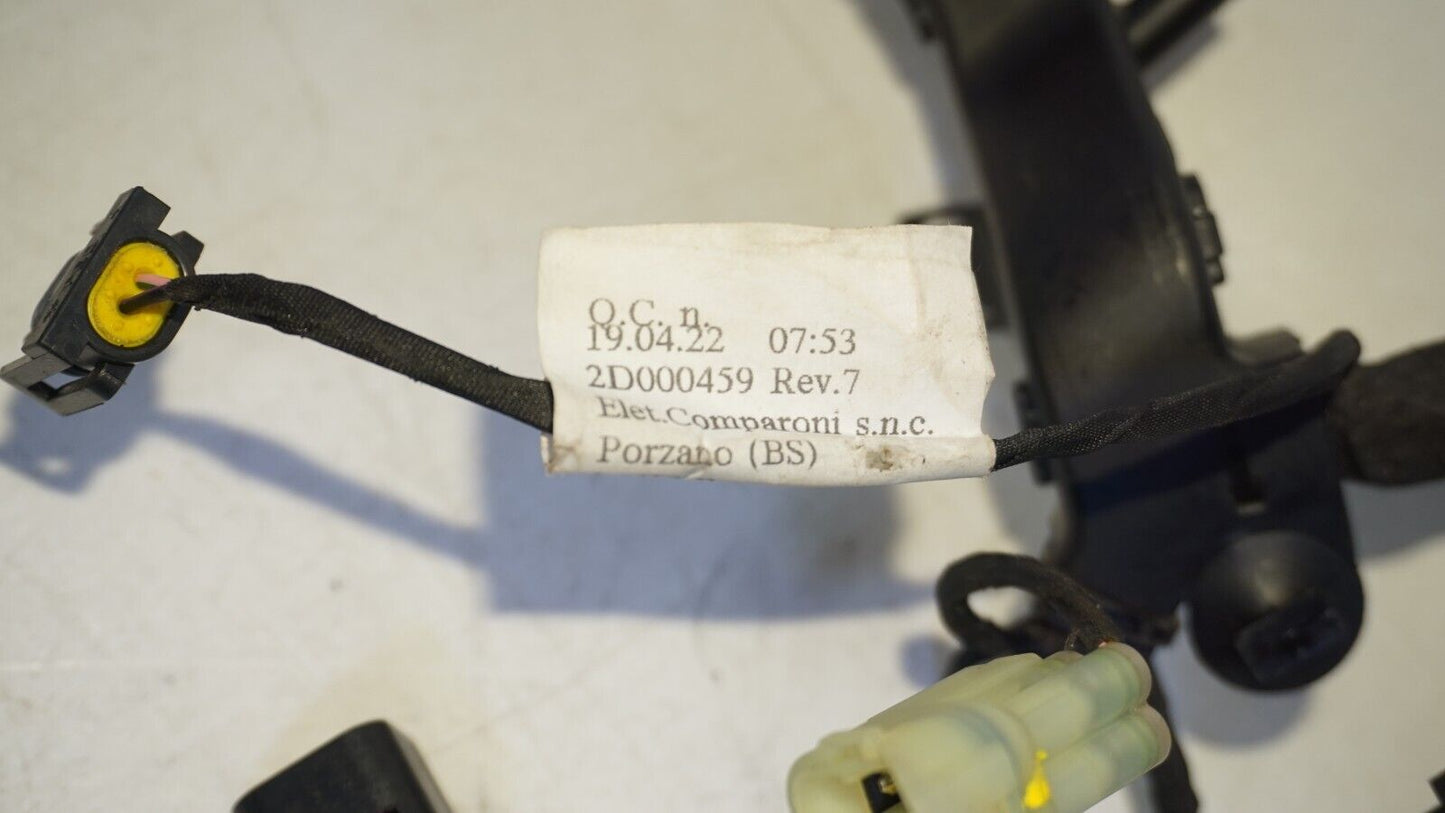 O.C. n.
19.04.22 07:53
2D000459 Rev.7
Elet.Comparoni s.n.c.
Porzano (BS)